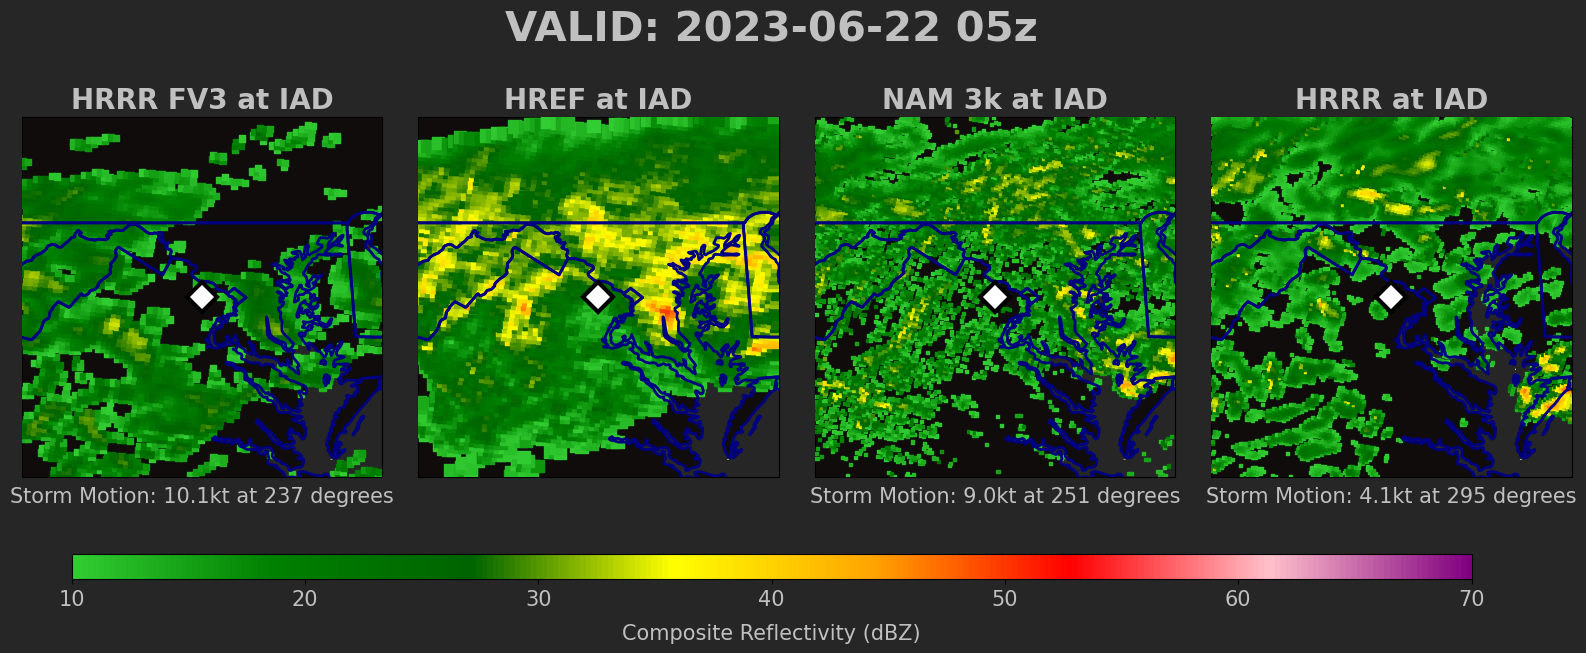 VALID: 2023-06-22 05z
HRRR FV3 at IAD
HREF at IAD
NAM 3k at IAD
HRRR at IAD
Storm Motion: 10.1kt at 237 degrees
Storm Motion: 9.0kt at 251 degrees
Storm Motion: 4.1kt at 295 degrees
10 20 30 40 50 60 70
Composite Reflectivity (dBZ)